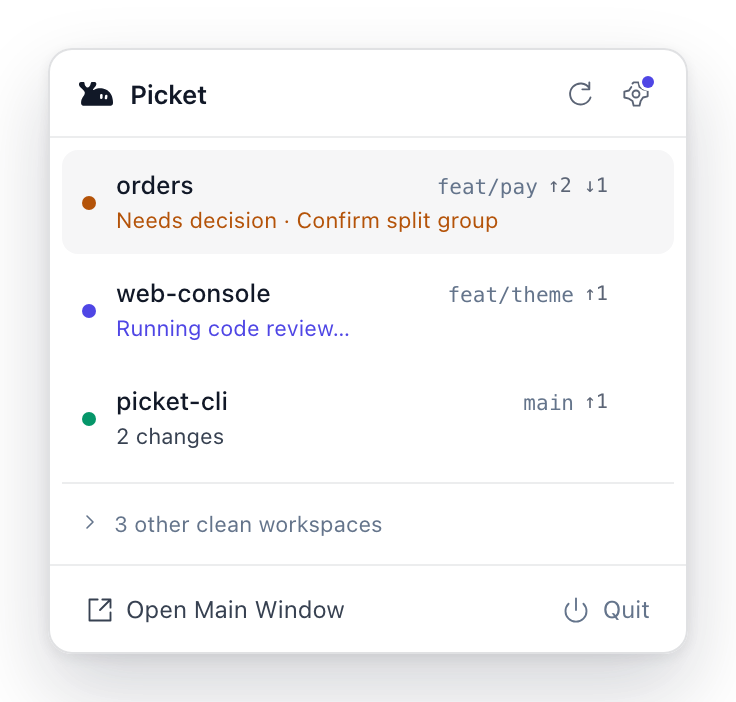 Picket
orders feat/pay ↑2 ↓1
Needs decision · Confirm split group
web-console feat/theme ↑1
Running code review…
picket-cli main ↑1
2 changes
3 other clean workspaces
Open Main Window Quit